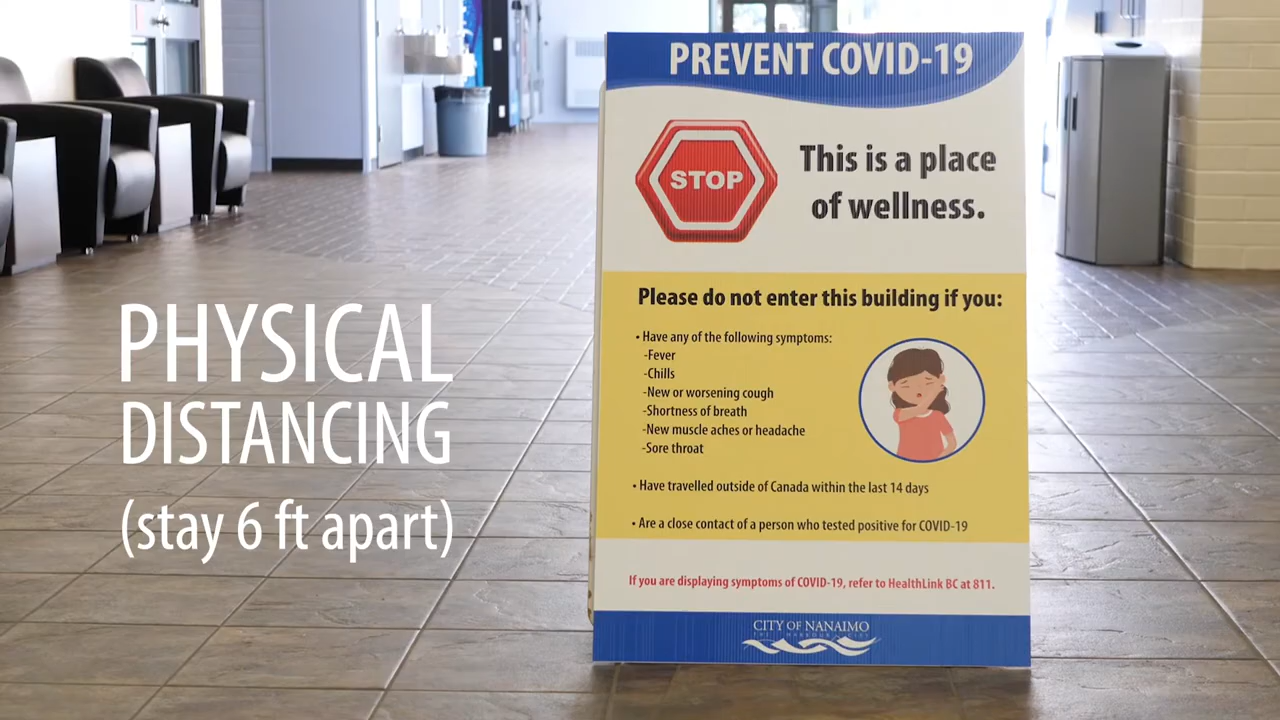 PHYSICAL
DISTANCING
(stay 6 ft apart)
PREVENT COVID-19
STOP
This is a place
of wellness.
Please do not enter this building if you:
• Have any of the following symptoms:
-Fever
-Chills
-New or worsening cough
-Shortness of breath
-New muscle aches or headache
-Sore throat
• Have travelled outside of Canada within the last 14 days
• Are a close contact of a person who tested positive for COVID-19
If you are displaying symptoms of COVID-19, refer to HealthLink BC at 811.
CITY OF NANAIMO
THE HARBOUR CITY